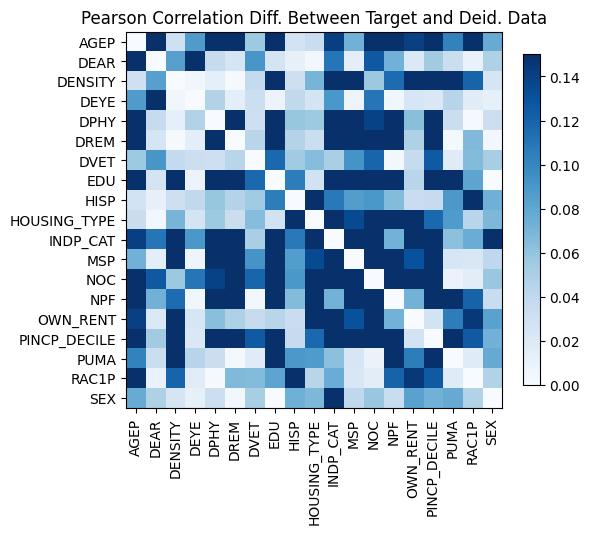 Pearson Correlation Diff. Between Target and Deid. Data
AGEP
DEAR
DENSITY
DEYE
DPHY
DREM
DVET
EDU
HISP
HOUSING_TYPE
INDP_CAT
MSP
NOC
NPF
OWN_RENT
PINCP_DECILE
PUMA
RAC1P
SEX
AGEP
DEAR
DENSITY
DEYE
DPHY
DREM
DVET
EDU
HISP
HOUSING_TYPE
INDP_CAT
MSP
NOC
NPF
OWN_RENT
PINCP_DECILE
PUMA
RAC1P
SEX
0.14
0.12
0.10
0.08
0.06
0.04
0.02
0.00